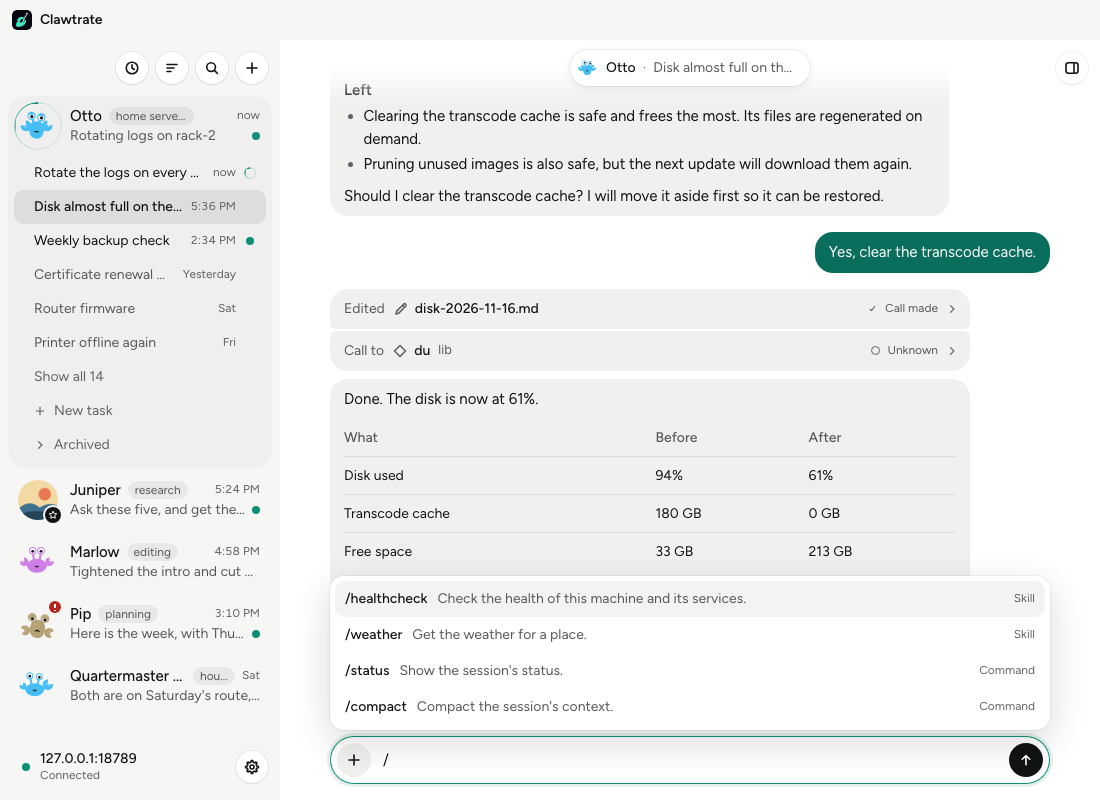 Clawtrate
Otto home serve... now
Rotating logs on rack-2
Rotate the logs on every ... now
Disk almost full on the... 5:36 PM
Weekly backup check 2:34 PM
Certificate renewal ... Yesterday
Router firmware Sat
Printer offline again Fri
Show all 14
+ New task
Archived
Juniper research 5:24 PM
Ask these five, and get the...
Marlow editing 4:58 PM
Tightened the intro and cut ...
Pip planning 3:10 PM
Here is the week, with Thu...
Quartermaster ... hou... Sat
Both are on Saturday's route,...
127.0.0.1:18789
Connected
Otto · Disk almost full on th...
Left
• Clearing the transcode cache is safe and frees the most. Its files are regenerated on
demand.
• Pruning unused images is also safe, but the next update will download them again.
Should I clear the transcode cache? I will move it aside first so it can be restored.
Yes, clear the transcode cache.
Edited disk-2026-11-16.md Call made
Call to du lib Unknown
Done. The disk is now at 61%.
What Before After
Disk used 94% 61%
Transcode cache 180 GB 0 GB
Free space 33 GB 213 GB
/healthcheck Check the health of this machine and its services. Skill
/weather Get the weather for a place. Skill
/status Show the session's status. Command
/compact Compact the session's context. Command
/